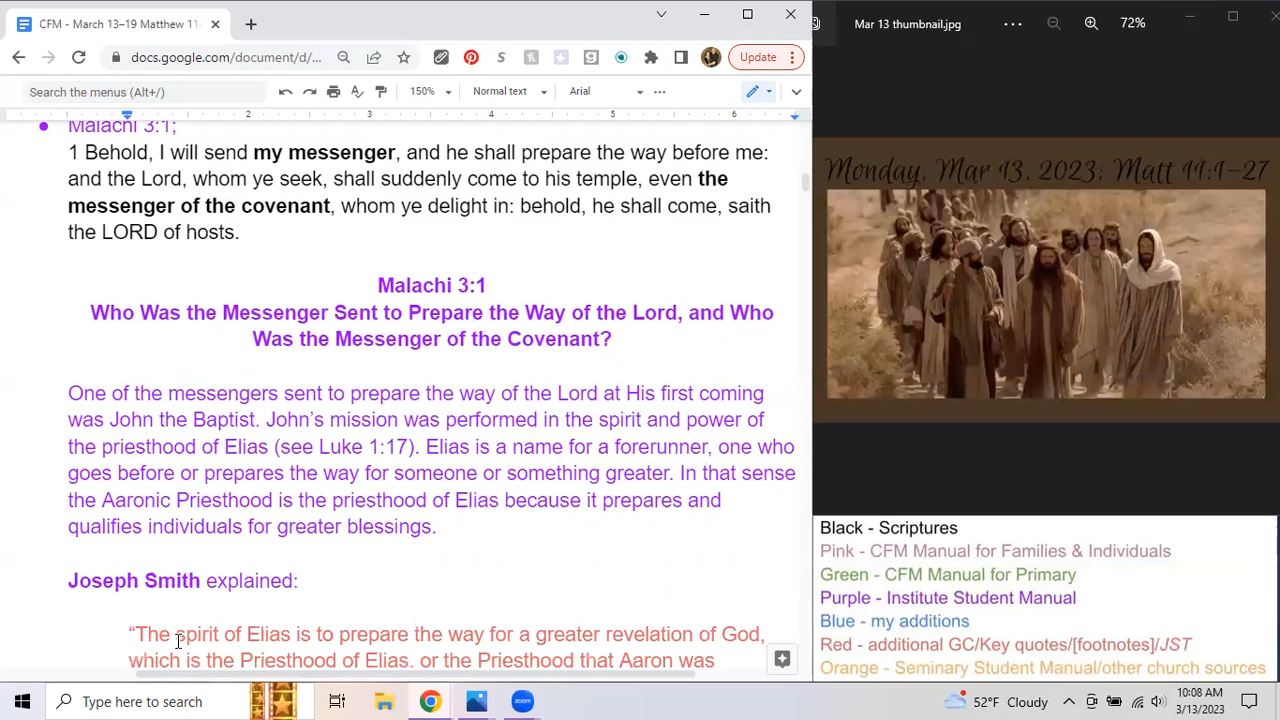 CFM – March 13–19 Matthew 11-
Mar 13 thumbnail.jpg
72%
docs.google.com/document/d/...
Update
Search the menus (Alt+/)
150%
Normal text
Arial
2
3
4
5
6
Malachi 3:1;
1 Behold, I will send my messenger, and he shall prepare the way before me:
and the Lord, whom ye seek, shall suddenly come to his temple, even the
messenger of the covenant, whom ye delight in: behold, he shall come, saith
the LORD of hosts.
Malachi 3:1
Who Was the Messenger Sent to Prepare the Way of the Lord, and Who
Was the Messenger of the Covenant?
One of the messengers sent to prepare the way of the Lord at His first coming
was John the Baptist. John’s mission was performed in the spirit and power of
the priesthood of Elias (see Luke 1:17). Elias is a name for a forerunner, one who
goes before or prepares the way for someone or something greater. In that sense
the Aaronic Priesthood is the priesthood of Elias because it prepares and
qualifies individuals for greater blessings.
Joseph Smith explained:
“The spirit of Elias is to prepare the way for a greater revelation of God,
which is the Priesthood of Elias, or the Priesthood that Aaron was
Monday, Mar 13, 2023; Matt 11:1-27
Black - Scriptures
Pink - CFM Manual for Families & Individuals
Green - CFM Manual for Primary
Purple - Institute Student Manual
Blue - my additions
Red - additional GC/Key quotes/[footnotes]/JST
Orange - Seminary Student Manual/other church sources
Type here to search
52°F Cloudy
10:08 AM
3/13/2023